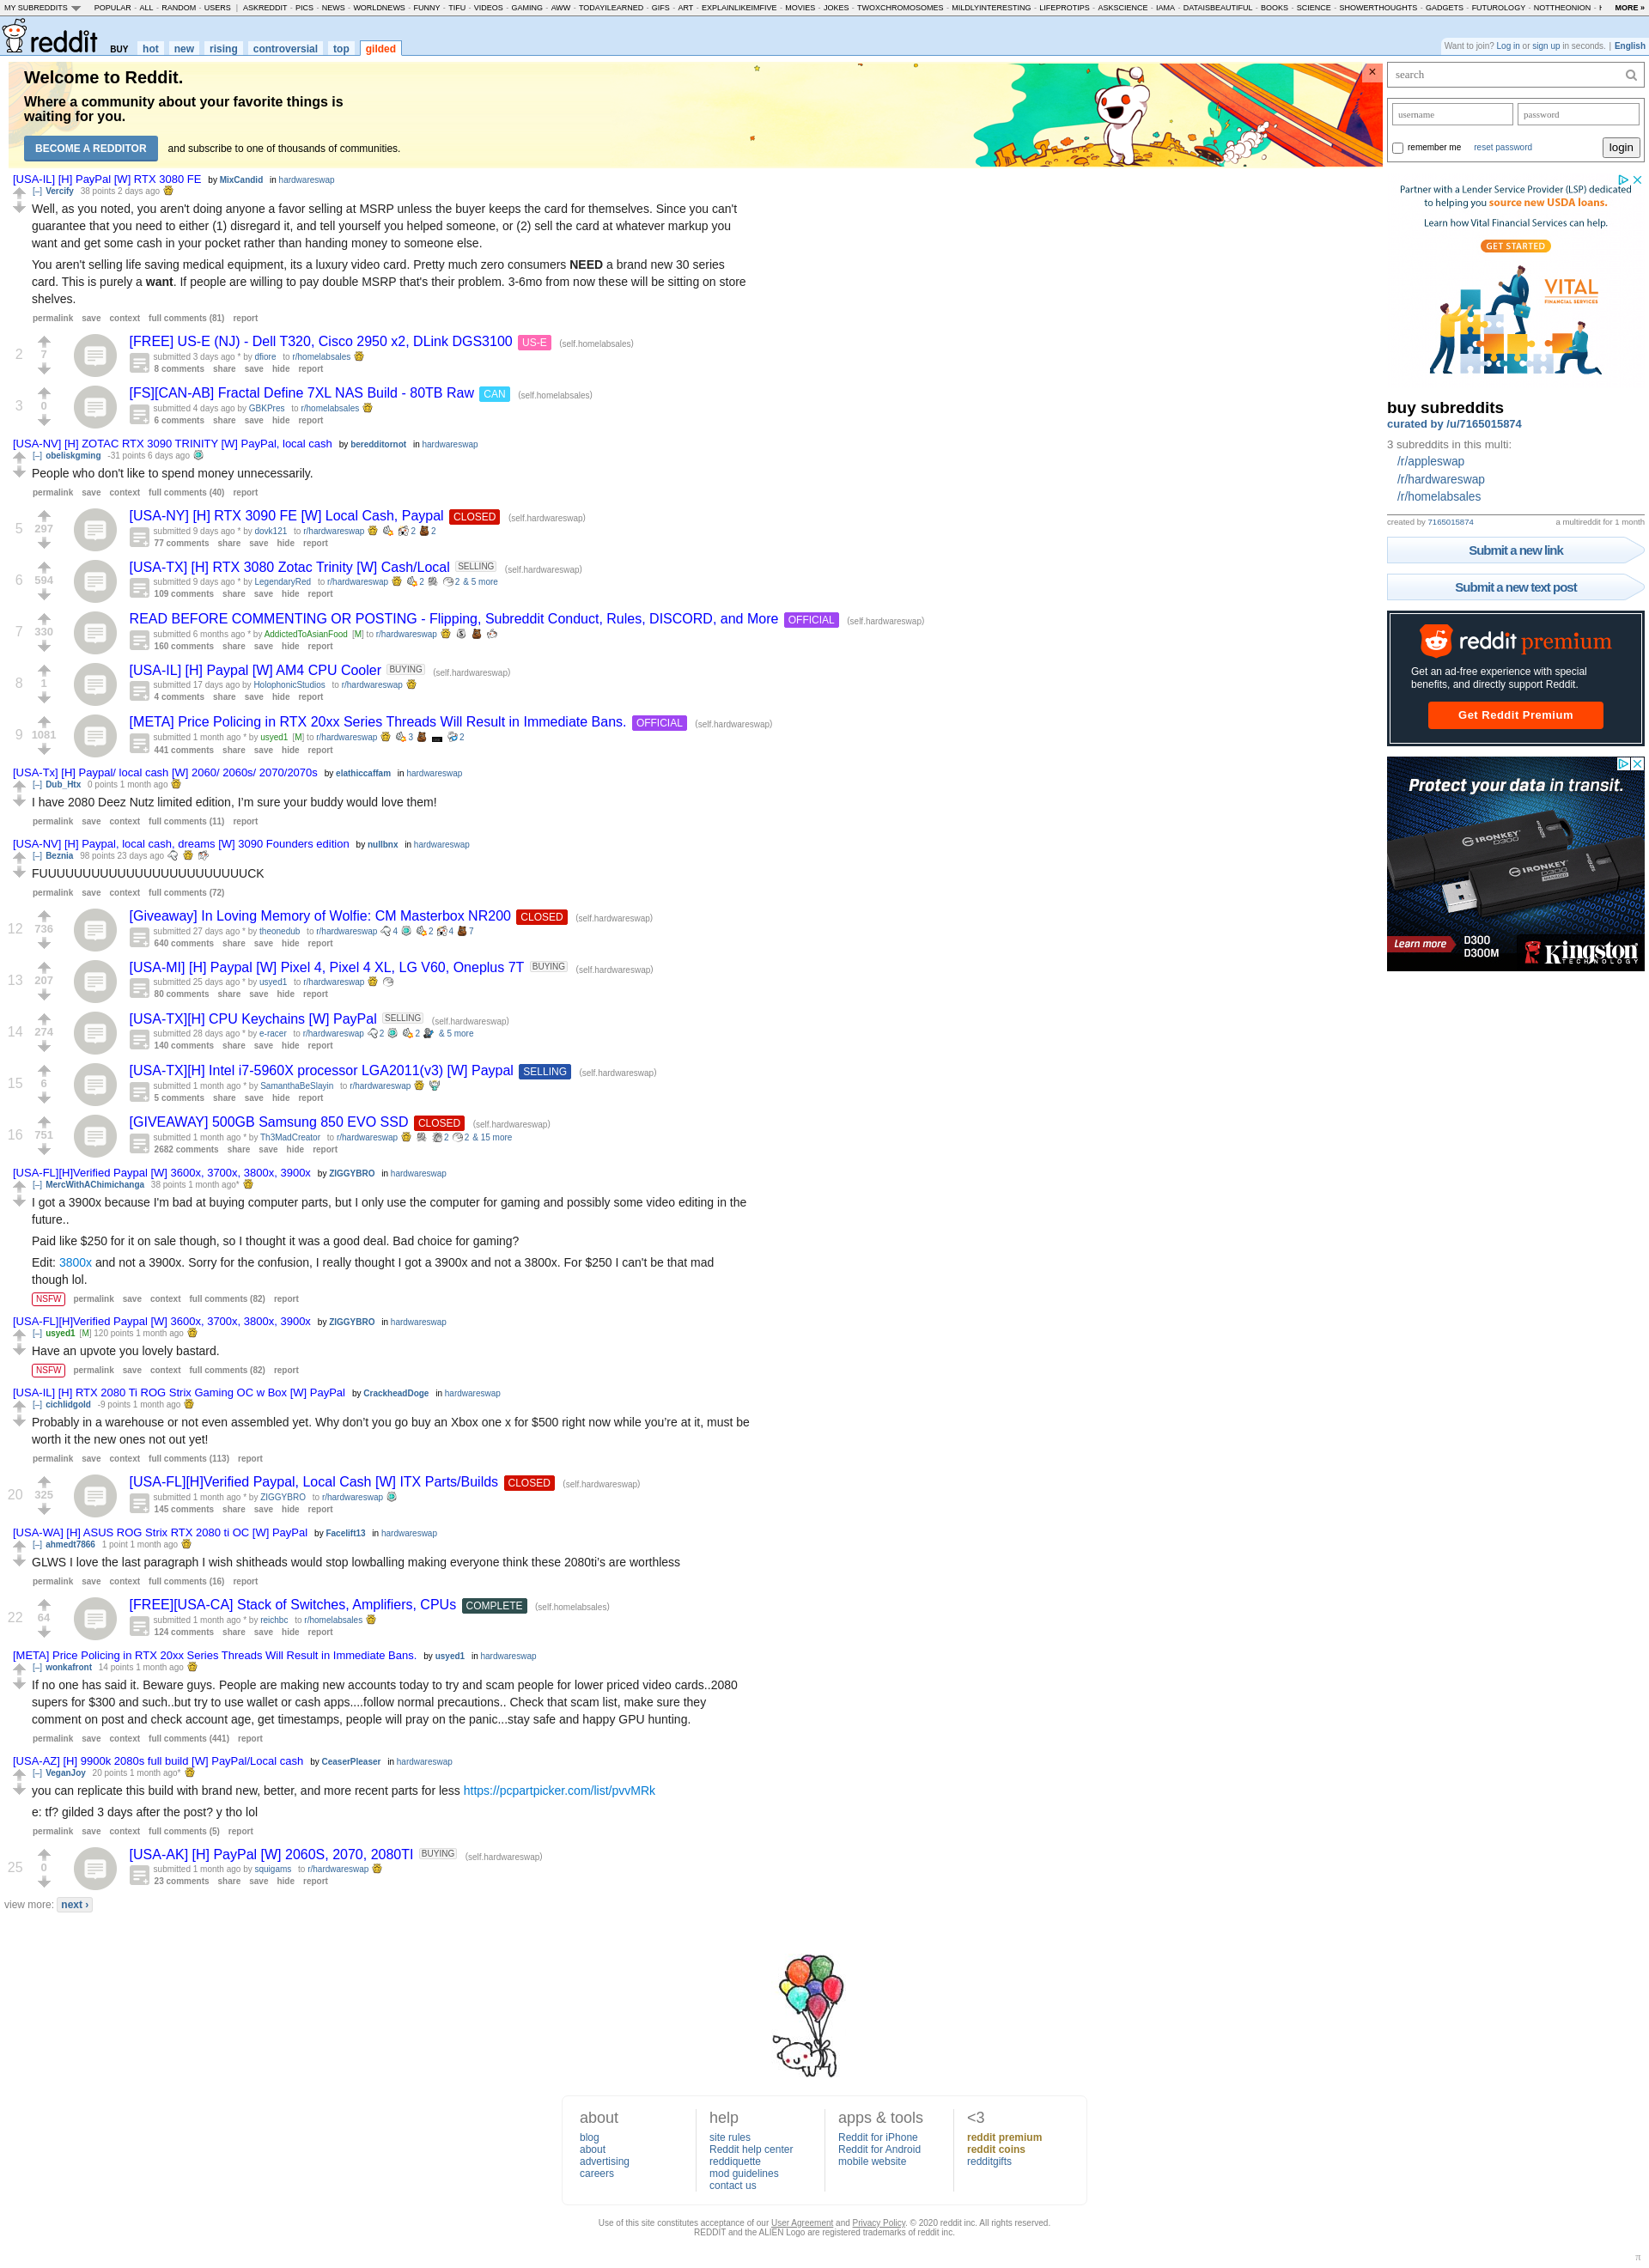 MY SUBREDDITS POPULAR - ALL - RANDOM - USERS | ASKREDDIT - PICS - NEWS - WORLDNEWS - FUNNY - TIFU - VIDEOS - GAMING - AWW - TODAYILEARNED - GIFS - ART - EXPLAINLIKEIMFIVE - MOVIES - JOKES - TWOXCHROMOSOMES - MILDLYINTERESTING - LIFEPROTIPS - ASKSCIENCE - IAMA - DATAISBEAUTIFUL - BOOKS - SCIENCE - SHOWERTHOUGHTS - GADGETS - FUTUROLOGY - NOTTHEONION - MORE »
reddit BUY hot new rising controversial top gilded
Want to join? Log in or sign up in seconds. | English
Welcome to Reddit.
Where a community about your favorite things is
waiting for you.
BECOME A REDDITOR and subscribe to one of thousands of communities.
×
[USA-IL] [H] PayPal [W] RTX 3080 FE by MixCandid in hardwareswap
[–] Vercify 38 points 2 days ago
Well, as you noted, you aren't doing anyone a favor selling at MSRP unless the buyer keeps the card for themselves. Since you can't
guarantee that you need to either (1) disregard it, and tell yourself you helped someone, or (2) sell the card at whatever markup you
want and get some cash in your pocket rather than handing money to someone else.
You aren't selling life saving medical equipment, its a luxury video card. Pretty much zero consumers NEED a brand new 30 series
card. This is purely a want. If people are willing to pay double MSRP that's their problem. 3-6mo from now these will be sitting on store
shelves.
permalink save context full comments (81) report
2 7 [FREE] US-E (NJ) - Dell T320, Cisco 2950 x2, DLink DGS3100 US-E (self.homelabsales)
submitted 3 days ago * by dfiore to r/homelabsales
8 comments share save hide report
3 0 [FS][CAN-AB] Fractal Define 7XL NAS Build - 80TB Raw CAN (self.homelabsales)
submitted 4 days ago by GBKPres to r/homelabsales
6 comments share save hide report
[USA-NV] [H] ZOTAC RTX 3090 TRINITY [W] PayPal, local cash by beredditornot in hardwareswap
[–] obeliskgming -31 points 6 days ago
People who don't like to spend money unnecessarily.
permalink save context full comments (40) report
5 297 [USA-NY] [H] RTX 3090 FE [W] Local Cash, Paypal CLOSED (self.hardwareswap)
submitted 9 days ago * by dovk121 to r/hardwareswap 2 2
77 comments share save hide report
6 594 [USA-TX] [H] RTX 3080 Zotac Trinity [W] Cash/Local SELLING (self.hardwareswap)
submitted 9 days ago * by LegendaryRed to r/hardwareswap 2 2 & 5 more
109 comments share save hide report
7 330 READ BEFORE COMMENTING OR POSTING - Flipping, Subreddit Conduct, Rules, DISCORD, and More OFFICIAL (self.hardwareswap)
submitted 6 months ago * by AddictedToAsianFood [M] to r/hardwareswap
160 comments share save hide report
8 1 [USA-IL] [H] Paypal [W] AM4 CPU Cooler BUYING (self.hardwareswap)
submitted 17 days ago by HolophonicStudios to r/hardwareswap
4 comments share save hide report
9 1081 [META] Price Policing in RTX 20xx Series Threads Will Result in Immediate Bans. OFFICIAL (self.hardwareswap)
submitted 1 month ago * by usyed1 [M] to r/hardwareswap 3 2
441 comments share save hide report
[USA-Tx] [H] Paypal/ local cash [W] 2060/ 2060s/ 2070/2070s by elathiccaffam in hardwareswap
[–] Dub_Htx 0 points 1 month ago
I have 2080 Deez Nutz limited edition, I'm sure your buddy would love them!
permalink save context full comments (11) report
[USA-NV] [H] Paypal, local cash, dreams [W] 3090 Founders edition by nullbnx in hardwareswap
[–] Beznia 98 points 23 days ago
FUUUUUUUUUUUUUUUUUUUUUUUUCK
permalink save context full comments (72)
12 736 [Giveaway] In Loving Memory of Wolfie: CM Masterbox NR200 CLOSED (self.hardwareswap)
submitted 27 days ago * by theonedub to r/hardwareswap 4 2 4 7
640 comments share save hide report
13 207 [USA-MI] [H] Paypal [W] Pixel 4, Pixel 4 XL, LG V60, Oneplus 7T BUYING (self.hardwareswap)
submitted 25 days ago * by usyed1 to r/hardwareswap
80 comments share save hide report
14 274 [USA-TX][H] CPU Keychains [W] PayPal SELLING (self.hardwareswap)
submitted 28 days ago * by e-racer to r/hardwareswap 2 2 & 5 more
140 comments share save hide report
15 6 [USA-TX][H] Intel i7-5960X processor LGA2011(v3) [W] Paypal SELLING (self.hardwareswap)
submitted 1 month ago * by SamanthaBeSlayin to r/hardwareswap
5 comments share save hide report
16 751 [GIVEAWAY] 500GB Samsung 850 EVO SSD CLOSED (self.hardwareswap)
submitted 1 month ago * by Th3MadCreator to r/hardwareswap 2 2 & 15 more
2682 comments share save hide report
[USA-FL][H]Verified Paypal [W] 3600x, 3700x, 3800x, 3900x by ZIGGYBRO in hardwareswap
[–] MercWithAChimichanga 38 points 1 month ago*
I got a 3900x because I'm bad at buying computer parts, but I only use the computer for gaming and possibly some video editing in the
future..
Paid like $250 for it on sale though, so I thought it was a good deal. Bad choice for gaming?
Edit: 3800x and not a 3900x. Sorry for the confusion, I really thought I got a 3900x and not a 3800x. For $250 I can't be that mad
though lol.
NSFW permalink save context full comments (82) report
[USA-FL][H]Verified Paypal [W] 3600x, 3700x, 3800x, 3900x by ZIGGYBRO in hardwareswap
[–] usyed1 [M] 120 points 1 month ago
Have an upvote you lovely bastard.
NSFW permalink save context full comments (82) report
[USA-IL] [H] RTX 2080 Ti ROG Strix Gaming OC w Box [W] PayPal by CrackheadDoge in hardwareswap
[–] cichlidgold -9 points 1 month ago
Probably in a warehouse or not even assembled yet. Why don't you go buy an Xbox one x for $500 right now while you're at it, must be
worth it the new ones not out yet!
permalink save context full comments (113) report
20 325 [USA-FL][H]Verified Paypal, Local Cash [W] ITX Parts/Builds CLOSED (self.hardwareswap)
submitted 1 month ago * by ZIGGYBRO to r/hardwareswap
145 comments share save hide report
[USA-WA] [H] ASUS ROG Strix RTX 2080 ti OC [W] PayPal by Facelift13 in hardwareswap
[–] ahmedt7866 1 point 1 month ago
GLWS I love the last paragraph I wish shitheads would stop lowballing making everyone think these 2080ti's are worthless
permalink save context full comments (16) report
22 64 [FREE][USA-CA] Stack of Switches, Amplifiers, CPUs COMPLETE (self.homelabsales)
submitted 1 month ago * by reichbc to r/homelabsales
124 comments share save hide report
[META] Price Policing in RTX 20xx Series Threads Will Result in Immediate Bans. by usyed1 in hardwareswap
[–] wonkafront 14 points 1 month ago
If no one has said it. Beware guys. People are making new accounts today to try and scam people for lower priced video cards..2080
supers for $300 and such..but try to use wallet or cash apps....follow normal precautions.. Check that scam list, make sure they
comment on post and check account age, get timestamps, people will pray on the panic...stay safe and happy GPU hunting.
permalink save context full comments (441) report
[USA-AZ] [H] 9900k 2080s full build [W] PayPal/Local cash by CeaserPleaser in hardwareswap
[–] VeganJoy 20 points 1 month ago*
you can replicate this build with brand new, better, and more recent parts for less https://pcpartpicker.com/list/pvvMRk
e: tf? gilded 3 days after the post? y tho lol
permalink save context full comments (5) report
25 0 [USA-AK] [H] PayPal [W] 2060S, 2070, 2080TI BUYING (self.hardwareswap)
submitted 1 month ago by squigams to r/hardwareswap
23 comments share save hide report
view more: next ›
search
username password
remember me reset password login
Partner with a Lender Service Provider (LSP) dedicated
to helping you source new USDA loans.
Learn how Vital Financial Services can help.
GET STARTED
VITAL
FINANCIAL SERVICES
buy subreddits
curated by /u/7165015874
3 subreddits in this multi:
/r/appleswap
/r/hardwareswap
/r/homelabsales
created by 7165015874 a multireddit for 1 month
Submit a new link
Submit a new text post
reddit premium
Get an ad-free experience with special
benefits, and directly support Reddit.
Get Reddit Premium
Protect your data in transit.
IRONKEY
D300
IRONKEY
D300
MANAGED
Learn more D300
D300M
Kingston
TECHNOLOGY
about help apps & tools <3
blog site rules Reddit for iPhone reddit premium
about Reddit help center Reddit for Android reddit coins
advertising reddiquette mobile website redditgifts
careers mod guidelines
contact us
Use of this site constitutes acceptance of our User Agreement and Privacy Policy. © 2020 reddit inc. All rights reserved.
REDDIT and the ALIEN Logo are registered trademarks of reddit inc.
π